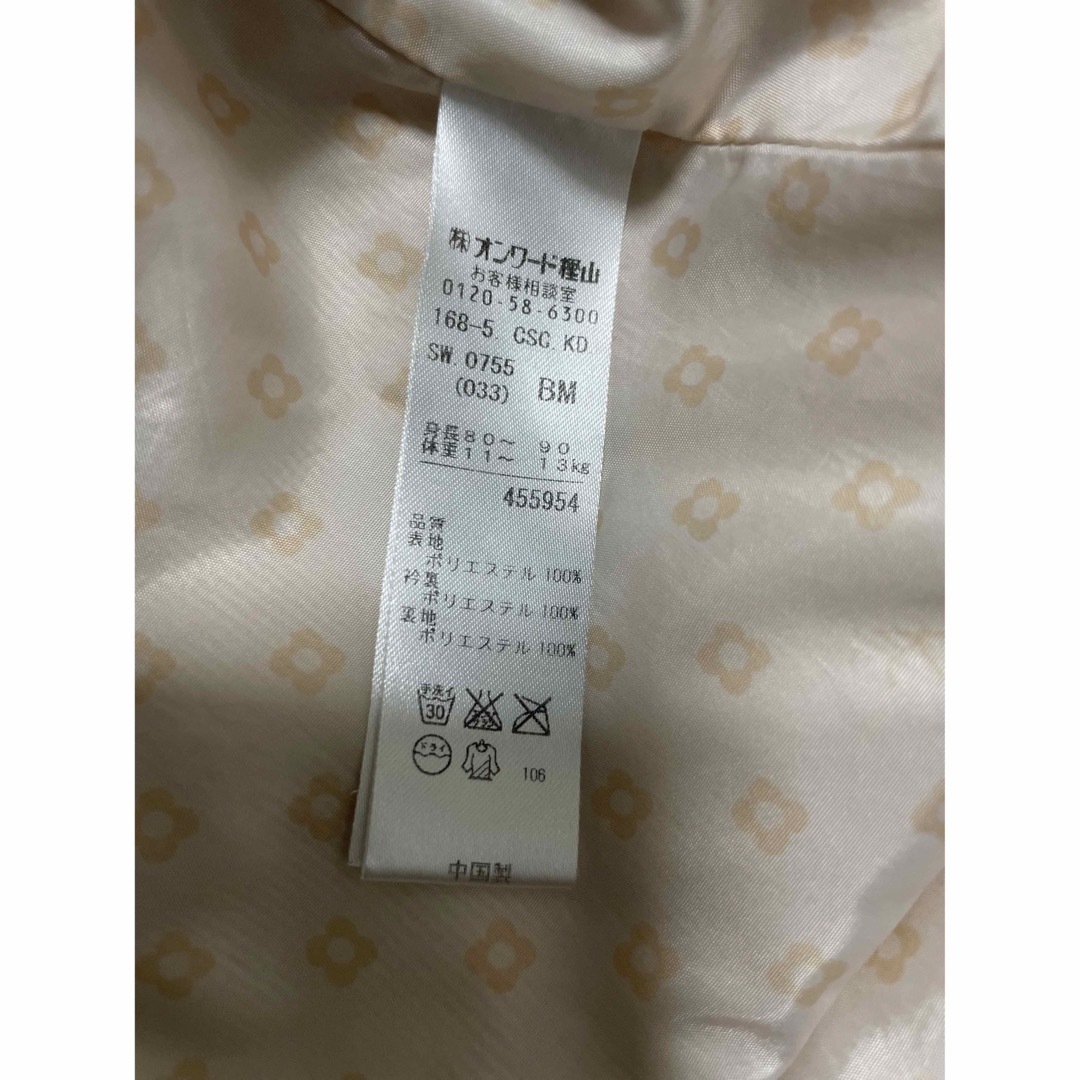 ㈱オンワード樫山
お客様相談室
0120-58-6300
168-5. CSC. KD.
SW. 0755
(033) BM
身長80～ 90
体重11～ 13kg
455954
品質
表地
ポリエステル 100%
衿裏
ポリエステル 100%
裏地
ポリエステル 100%
手洗イ
30
ドライ
106
中国製